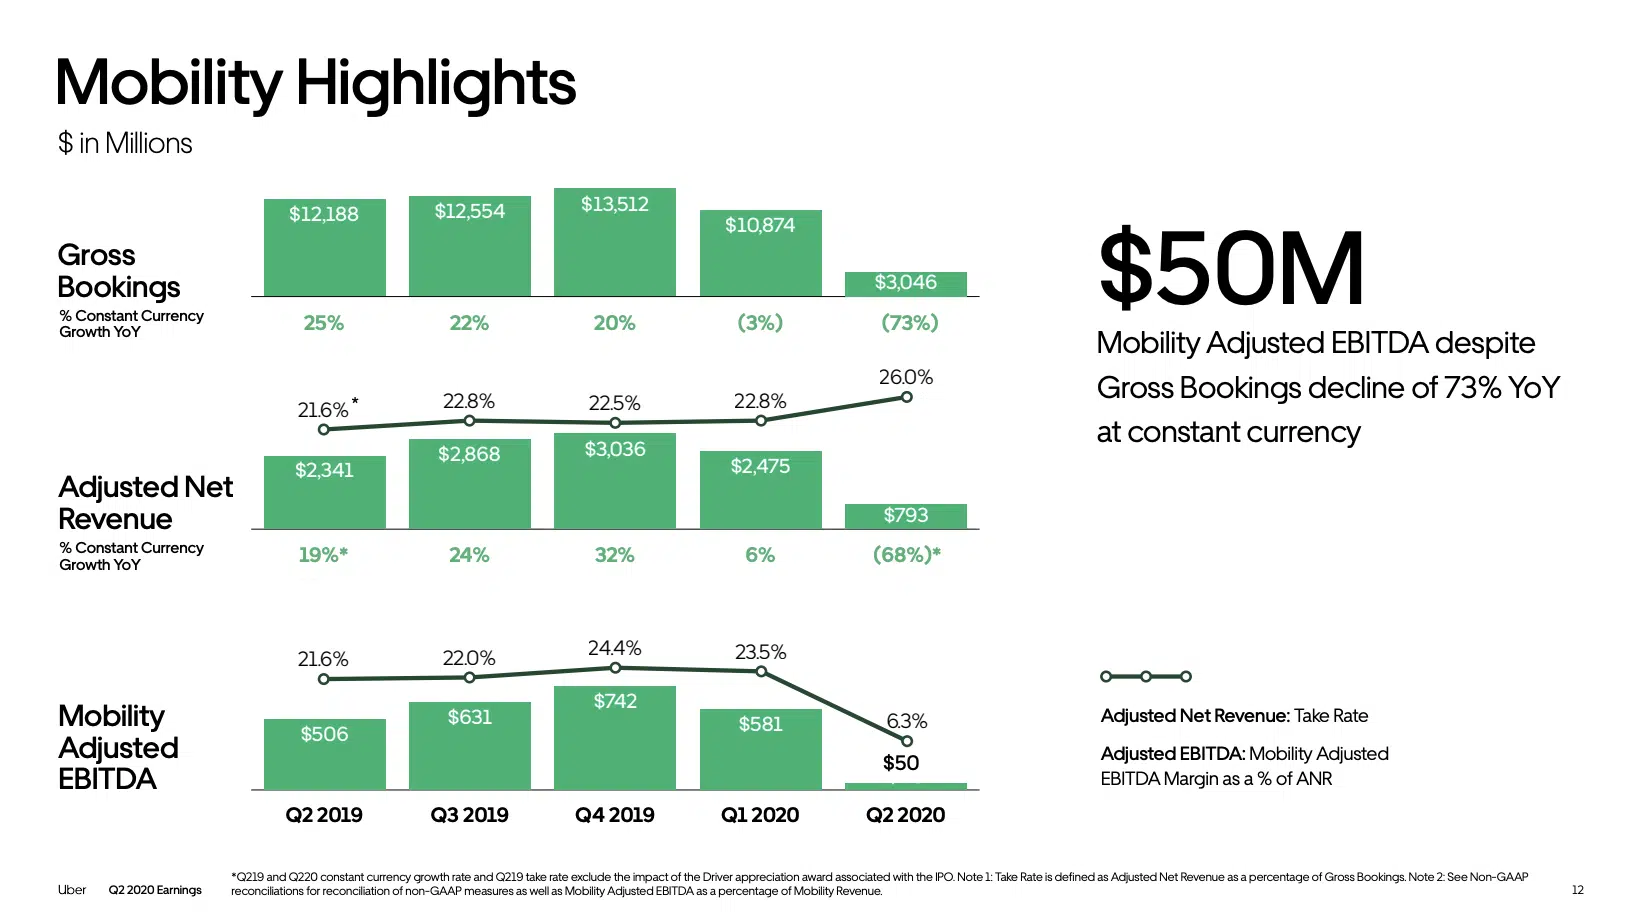 Mobility Highlights
$ in Millions
Gross
Bookings
% Constant Currency
Growth YoY
$12,188
$12,554
$13,512
$10,874
$3,046
25%
22%
20%
(3%)
(73%)
21.6%*
22.8%
22.5%
22.8%
26.0%
Adjusted Net
Revenue
% Constant Currency
Growth YoY
$2,341
$2,868
$3,036
$2,475
$793
19%*
24%
32%
6%
(68%)*
21.6%
22.0%
24.4%
23.5%
6.3%
Mobility
Adjusted
EBITDA
$506
$631
$742
$581
$50
Q2 2019
Q3 2019
Q4 2019
Q1 2020
Q2 2020
$50M
Mobility Adjusted EBITDA despite
Gross Bookings decline of 73% YoY
at constant currency
Adjusted Net Revenue: Take Rate
Adjusted EBITDA: Mobility Adjusted
EBITDA Margin as a % of ANR
Uber
Q2 2020 Earnings
*Q219 and Q220 constant currency growth rate and Q219 take rate exclude the impact of the Driver appreciation award associated with the IPO. Note 1: Take Rate is defined as Adjusted Net Revenue as a percentage of Gross Bookings. Note 2: See Non-GAAP
reconciliations for reconciliation of non-GAAP measures as well as Mobility Adjusted EBITDA as a percentage of Mobility Revenue.
12